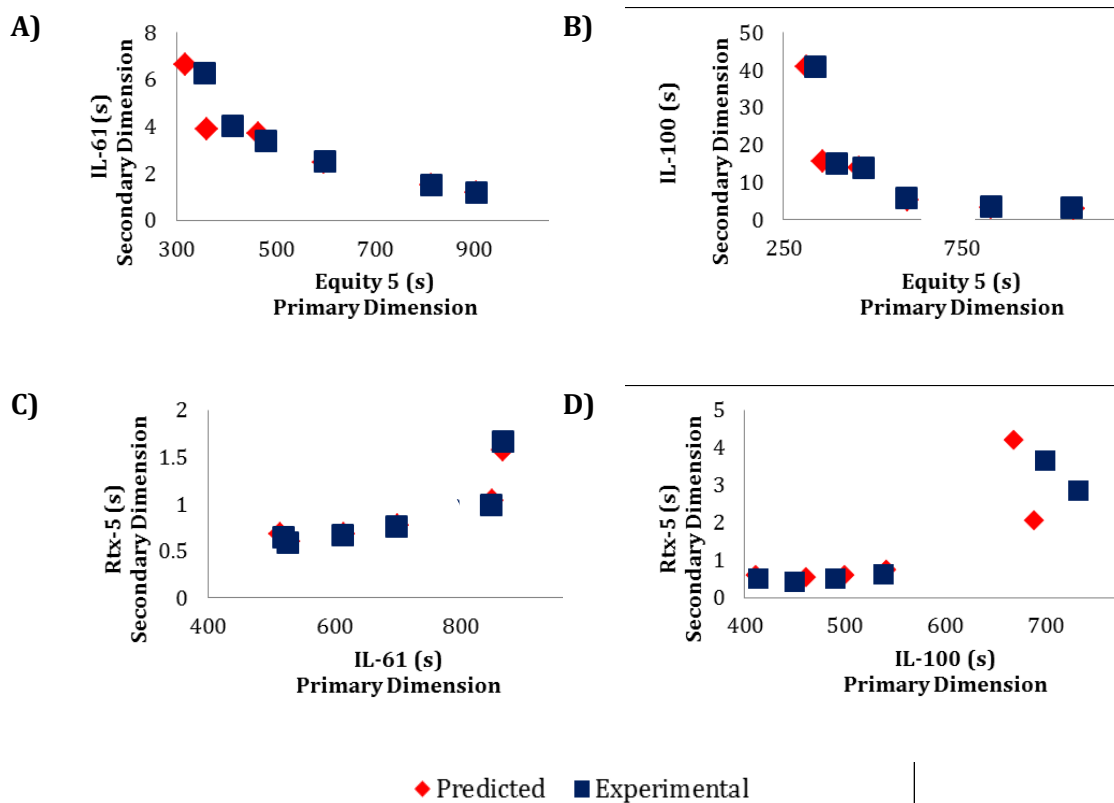 A)
IL-61 (s)
Secondary Dimension
8
6
4
2
0
300
500
700
900
Equity 5 (s)
Primary Dimension
B)
IL-100 (s)
Secondary Dimension
50
40
30
20
10
0
250
750
Equity 5 (s)
Primary Dimension
C)
Rtx-5 (s)
Secondary Dimension
2
1.5
1
0.5
0
400
600
800
IL-61 (s)
Primary Dimension
D)
Rtx-5 (s)
Secondary Dimension
5
4
3
2
1
0
400
500
600
700
IL-100 (s)
Primary Dimension
Predicted
Experimental